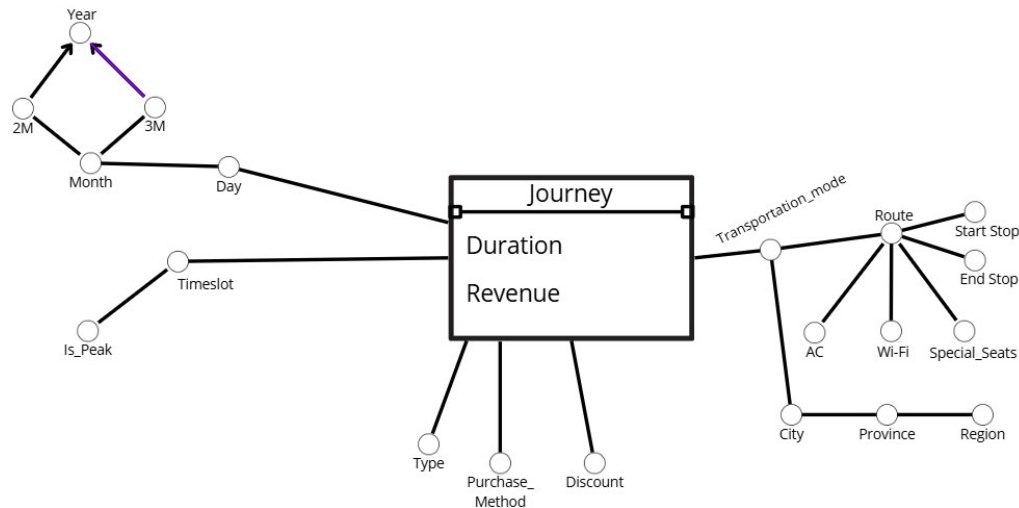 Year
2M
3M
Month
Day
Timeslot
Is_Peak
Journey
Duration
Revenue
Type
Purchase_
Method
Discount
Transportation_mode
Route
Start Stop
End Stop
AC
Wi-Fi
Special_Seats
City
Province
Region